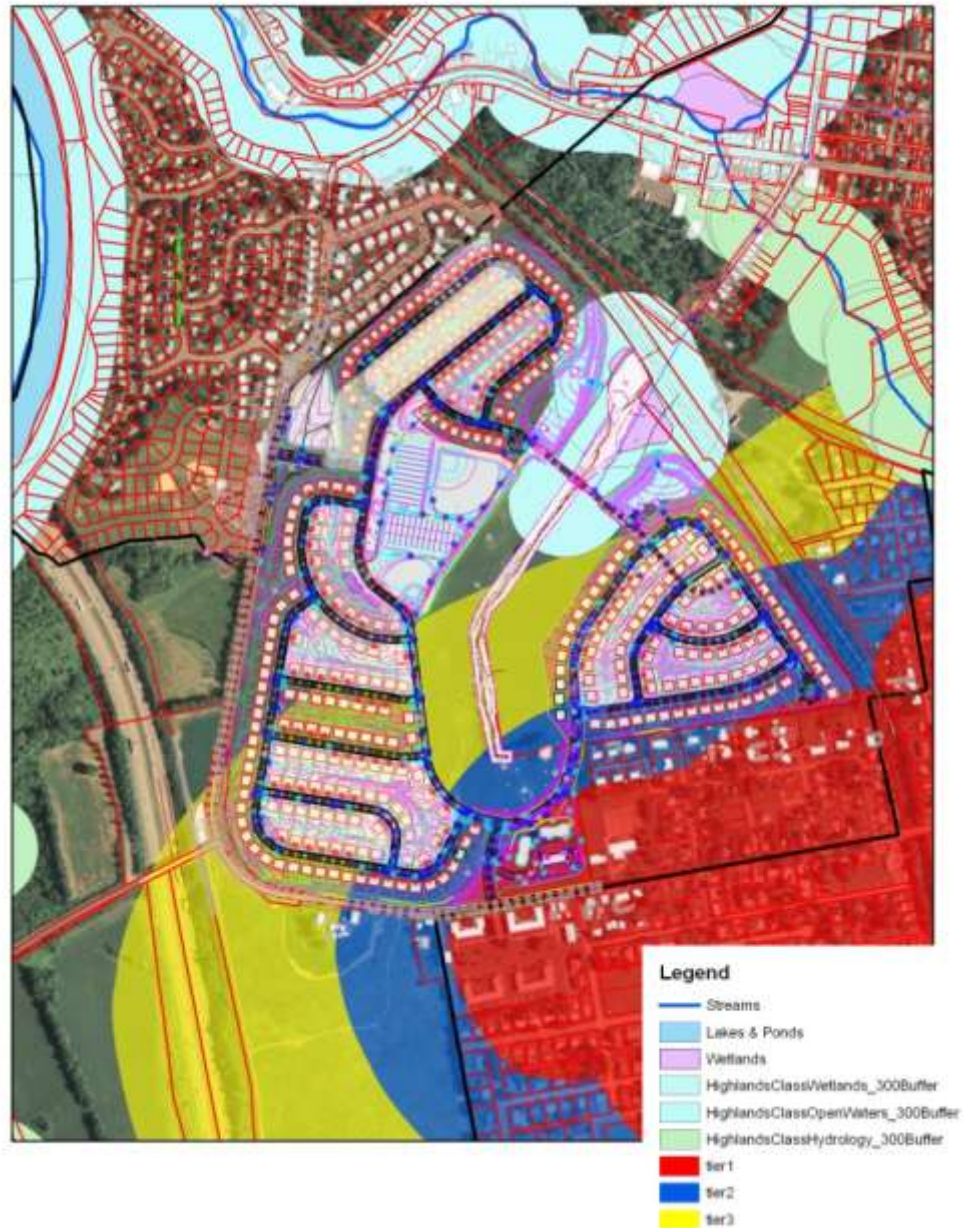 Legend
Streams
Lakes & Ponds
Wetlands
HighlandsClassWetlands_300Buffer
HighlandsClassOpenWaters_300Buffer
HighlandsClassHydrology_300Buffer
tier1
tier2
tier3